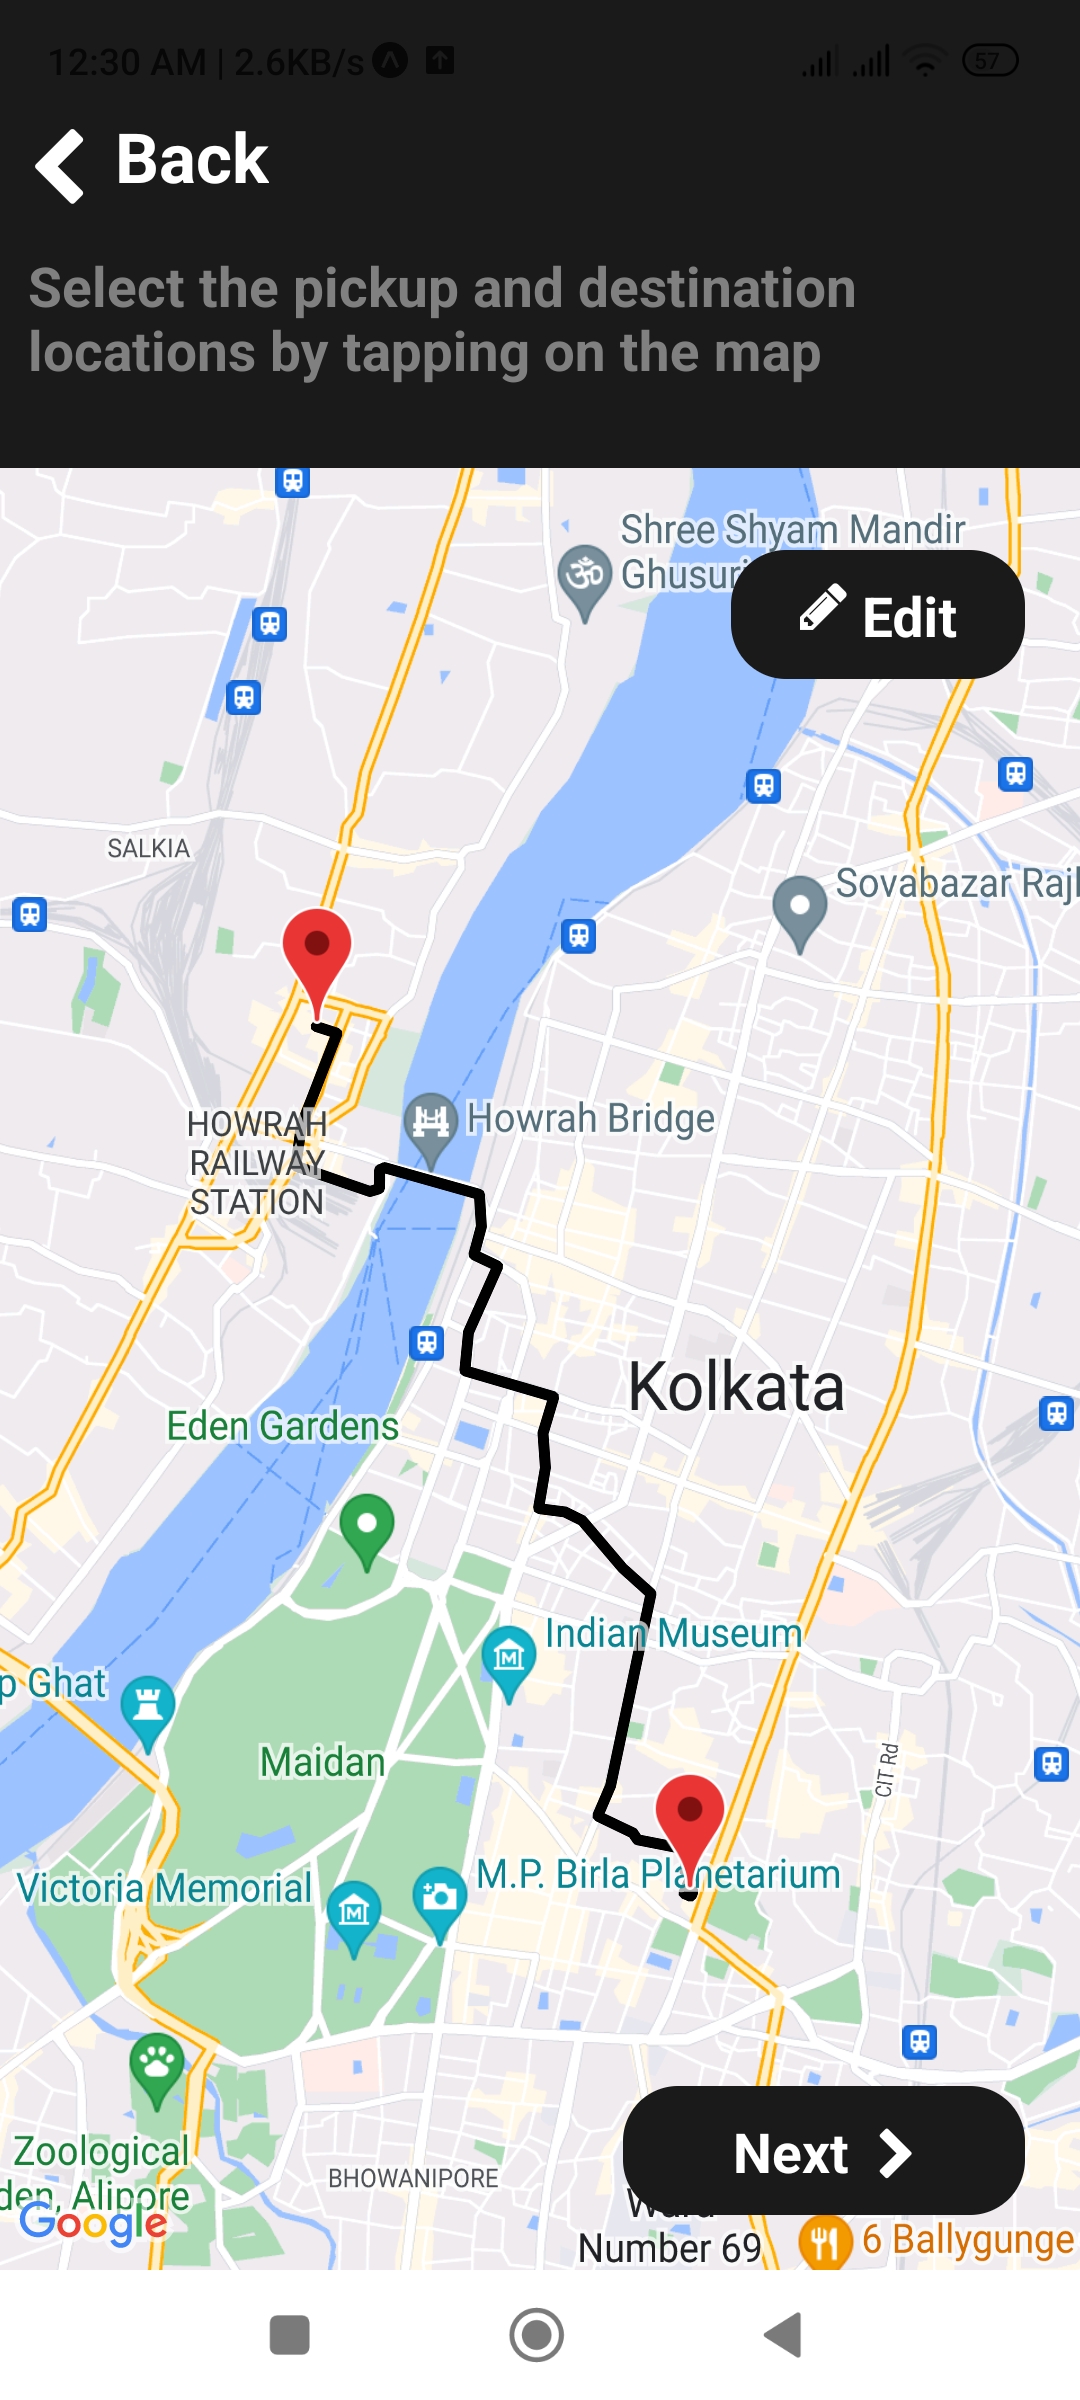 12:30 AM | 2.6KB/s
57
Back
Select the pickup and destination
locations by tapping on the map
Shree Shyam Mandir
Ghusuri
Edit
SALKIA
Sovabazar Raj
HOWRAH
RAILWAY
STATION
Howrah Bridge
Kolkata
Eden Gardens
Indian Museum
p Ghat
Maidan
CIT Rd
M.P. Birla Planetarium
Victoria Memorial
Next
Zoological
den, Alipore
BHOWANIPORE
Google
Ward
Number 69
6 Ballygunge